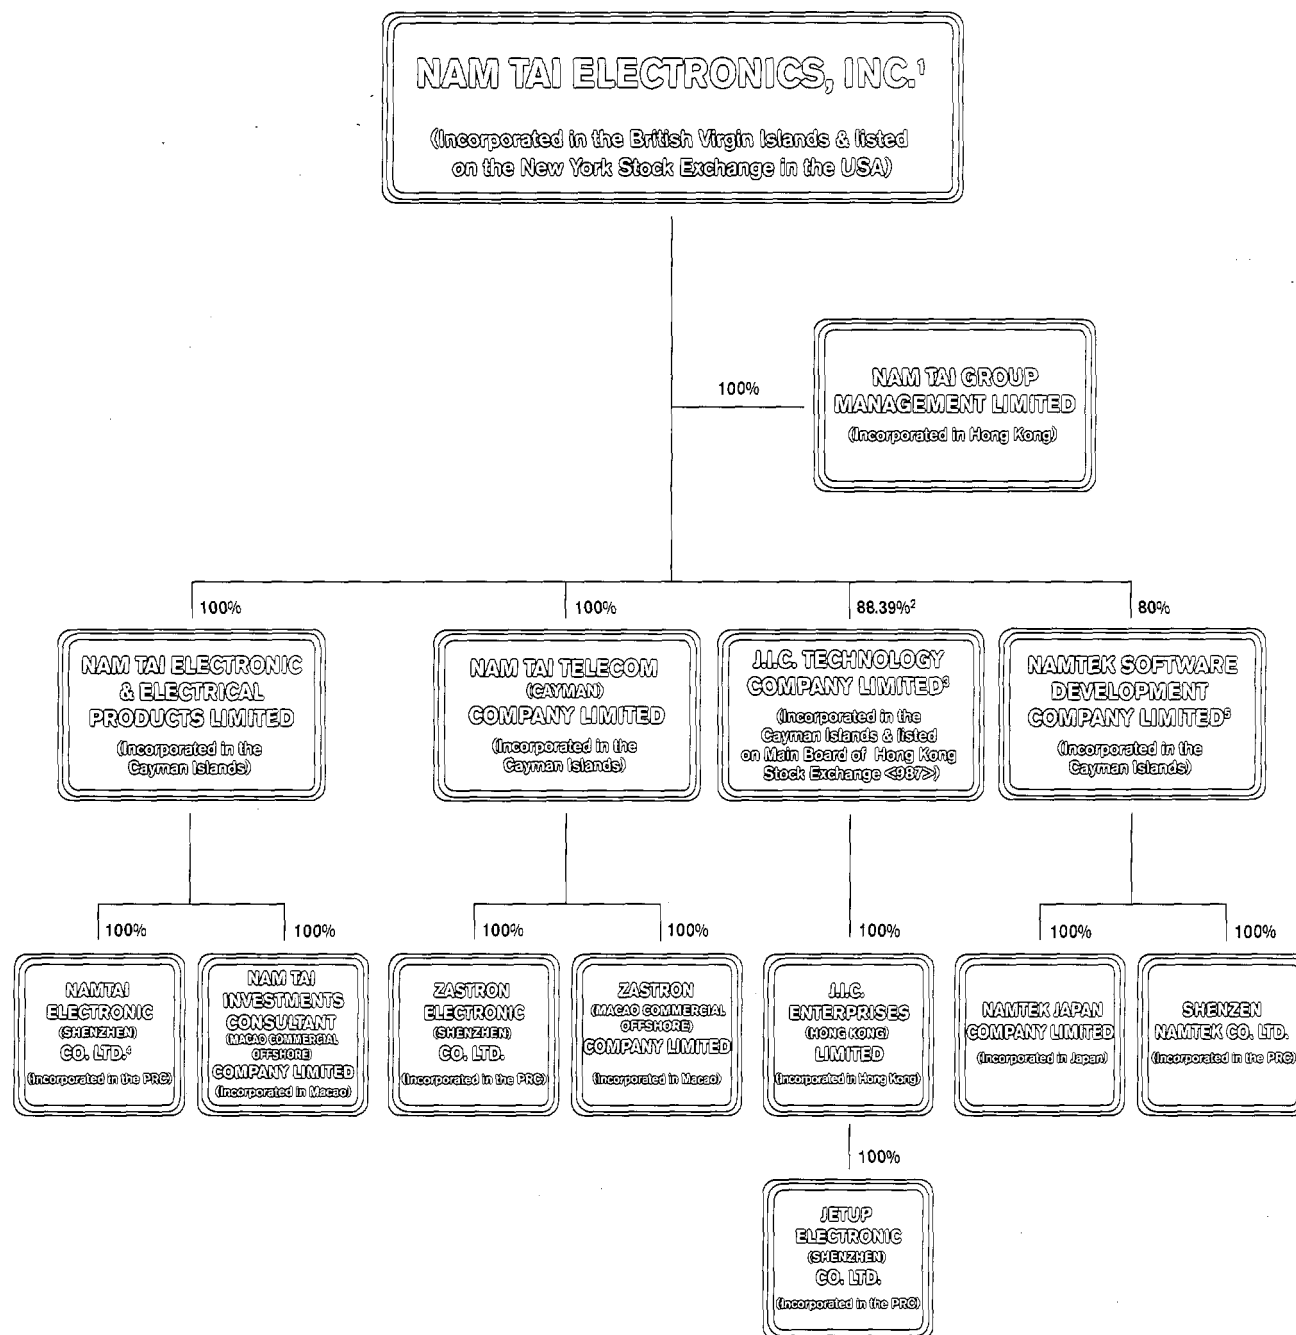 NAM TAI ELECTRONICS, INC.¹
(Incorporated in the British Virgin Islands & listed
on the New York Stock Exchange in the USA)
100%
NAM TAI GROUP
MANAGEMENT LIMITED
(Incorporated in Hong Kong)
100%
100%
88.39%²
80%
NAM TAI ELECTRONIC
& ELECTRICAL
PRODUCTS LIMITED
(Incorporated in the
Cayman Islands)
NAM TAI TELECOM
(CAYMAN)
COMPANY LIMITED
(Incorporated in the
Cayman Islands)
J.I.C. TECHNOLOGY
COMPANY LIMITED³
(Incorporated in the
Cayman Islands & listed
on Main Board of Hong Kong
Stock Exchange <987>)
NAMTEK SOFTWARE
DEVELOPMENT
COMPANY LIMITED⁵
(Incorporated in the
Cayman Islands)
100%
100%
100%
100%
100%
100%
100%
NAMTAI
ELECTRONIC
(SHENZHEN)
CO. LTD.⁴
(Incorporated in the PRC)
NAM TAI
INVESTMENTS
CONSULTANT
(MACAO COMMERCIAL
OFFSHORE)
COMPANY LIMITED
(Incorporated in Macao)
ZASTRON
ELECTRONIC
(SHENZHEN)
CO. LTD.
(Incorporated in the PRC)
ZASTRON
(MACAO COMMERCIAL
OFFSHORE)
COMPANY LIMITED
(Incorporated in Macao)
J.I.C.
ENTERPRISES
(HONG KONG)
LIMITED
(Incorporated in Hong Kong)
NAMTEK JAPAN
COMPANY LIMITED
(Incorporated in Japan)
SHENZEN
NAMTEK CO. LTD.
(Incorporated in the PRC)
100%
JETUP
ELECTRONIC
(SHENZHEN)
CO. LTD.
(Incorporated in the PRC)